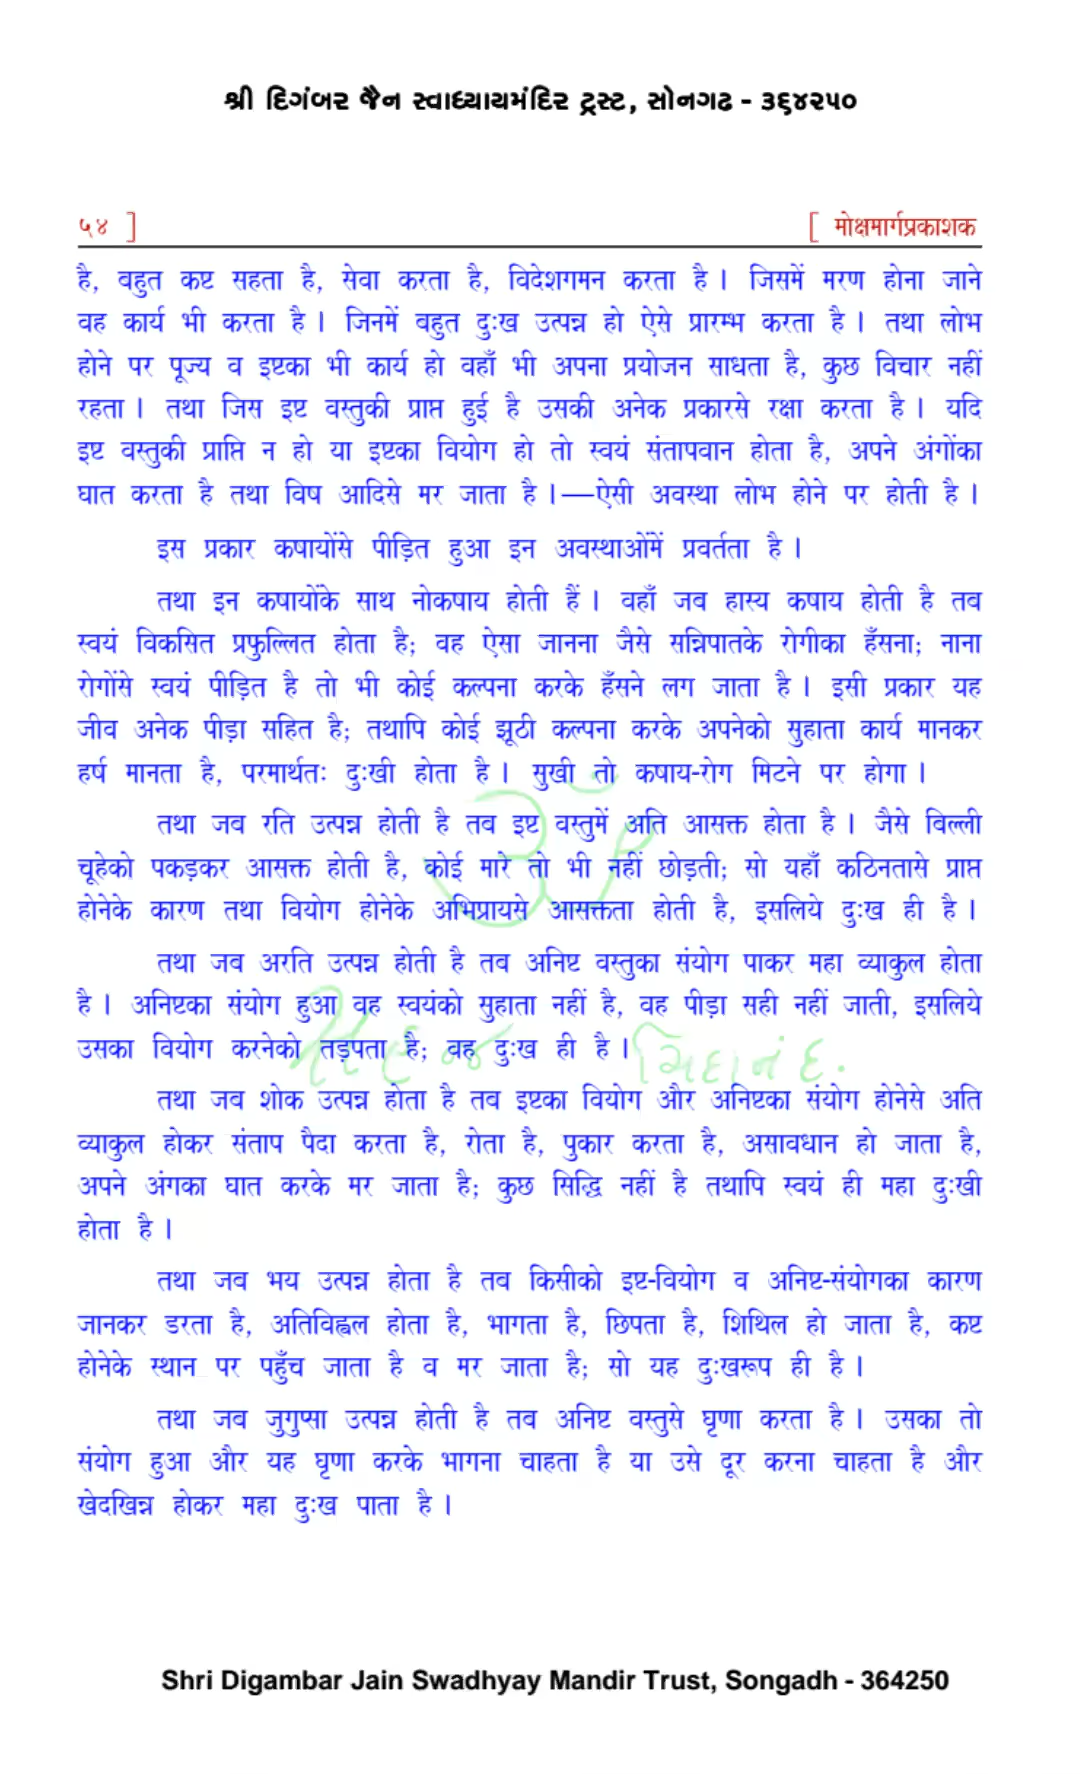 શ્રી દિગંબર જૈન સ્વાધ્યાયમંદિર ટ્રસ્ટ, સોનગઢ - ૩૬૪૨૫૦
५४ ]
[ मोक्षमार्गप्रकाशक
है, बहुत कष्ट सहता है, सेवा करता है, विदेशगमन करता है। जिसमें मरण होना जाने
वह कार्य भी करता है। जिनमें बहुत दुःख उत्पन्न हो ऐसे प्रारम्भ करता है। तथा लोभ
होने पर पूज्य व इष्टका भी कार्य हो वहाँ भी अपना प्रयोजन साधता है, कुछ विचार नहीं
रहता। तथा जिस इष्ट वस्तुकी प्राप्त हुई है उसकी अनेक प्रकारसे रक्षा करता है। यदि
इष्ट वस्तुकी प्राप्ति न हो या इष्टका वियोग हो तो स्वयं संतापवान होता है, अपने अंगोंका
घात करता है तथा विष आदिसे मर जाता है।—ऐसी अवस्था लोभ होने पर होती है।
इस प्रकार कषायोंसे पीड़ित हुआ इन अवस्थाओंमें प्रवर्तता है।
तथा इन कषायोंके साथ नोकषाय होती हैं। वहाँ जब हास्य कषाय होती है तब
स्वयं विकसित प्रफुल्लित होता है; वह ऐसा जानना जैसे सन्निपातके रोगीका हँसना; नाना
रोगोंसे स्वयं पीड़ित है तो भी कोई कल्पना करके हँसने लग जाता है। इसी प्रकार यह
जीव अनेक पीड़ा सहित है; तथापि कोई झूठी कल्पना करके अपनेको सुहाता कार्य मानकर
हर्ष मानता है, परमार्थतः दुःखी होता है। सुखी तो कषाय-रोग मिटने पर होगा।
तथा जब रति उत्पन्न होती है तब इष्ट वस्तुमें अति आसक्त होता है। जैसे विल्ली
चूहेको पकड़कर आसक्त होती है, कोई मारे तो भी नहीं छोड़ती; सो यहाँ कठिनतासे प्राप्त
होनेके कारण तथा वियोग होनेके अभिप्रायसे आसक्तता होती है, इसलिये दुःख ही है।
तथा जब अरति उत्पन्न होती है तब अनिष्ट वस्तुका संयोग पाकर महा व्याकुल होता
है। अनिष्टका संयोग हुआ वह स्वयंको सुहाता नहीं है, वह पीड़ा सही नहीं जाती, इसलिये
उसका वियोग करनेको तड़पता है; वह दुःख ही है।
तथा जब शोक उत्पन्न होता है तब इष्टका वियोग और अनिष्टका संयोग होनेसे अति
व्याकुल होकर संताप पैदा करता है, रोता है, पुकार करता है, असावधान हो जाता है,
अपने अंगका घात करके मर जाता है; कुछ सिद्धि नहीं है तथापि स्वयं ही महा दुःखी
होता है।
तथा जब भय उत्पन्न होता है तब किसीको इष्ट-वियोग व अनिष्ट-संयोगका कारण
जानकर डरता है, अतिविह्वल होता है, भागता है, छिपता है, शिथिल हो जाता है, कष्ट
होनेके स्थान पर पहुँच जाता है व मर जाता है; सो यह दुःखरूप ही है।
तथा जब जुगुप्सा उत्पन्न होती है तब अनिष्ट वस्तुसे घृणा करता है। उसका तो
संयोग हुआ और यह घृणा करके भागना चाहता है या उसे दूर करना चाहता है और
खेदखिन्न होकर महा दुःख पाता है।
ૐ
સહજ ચિદાનંદ.
Shri Digambar Jain Swadhyay Mandir Trust, Songadh - 364250